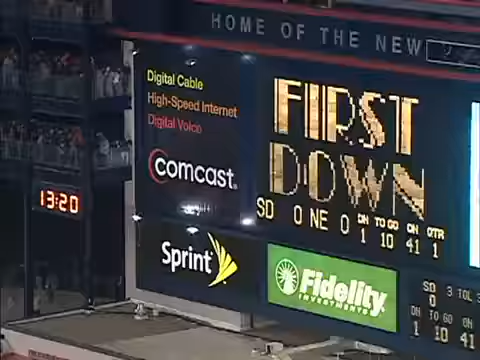 HOME OF THE NEW
Digital Cable
High-Speed Internet
Digital Voice
comcast
FIRST
DOWN
SD 0 NE 0
DN TO GO ON QTR
1 10 41 1
13:20
Sprint
Fidelity
INVESTMENTS
SD 3 TOL 3
0
DN TO GO ON
1 10 41